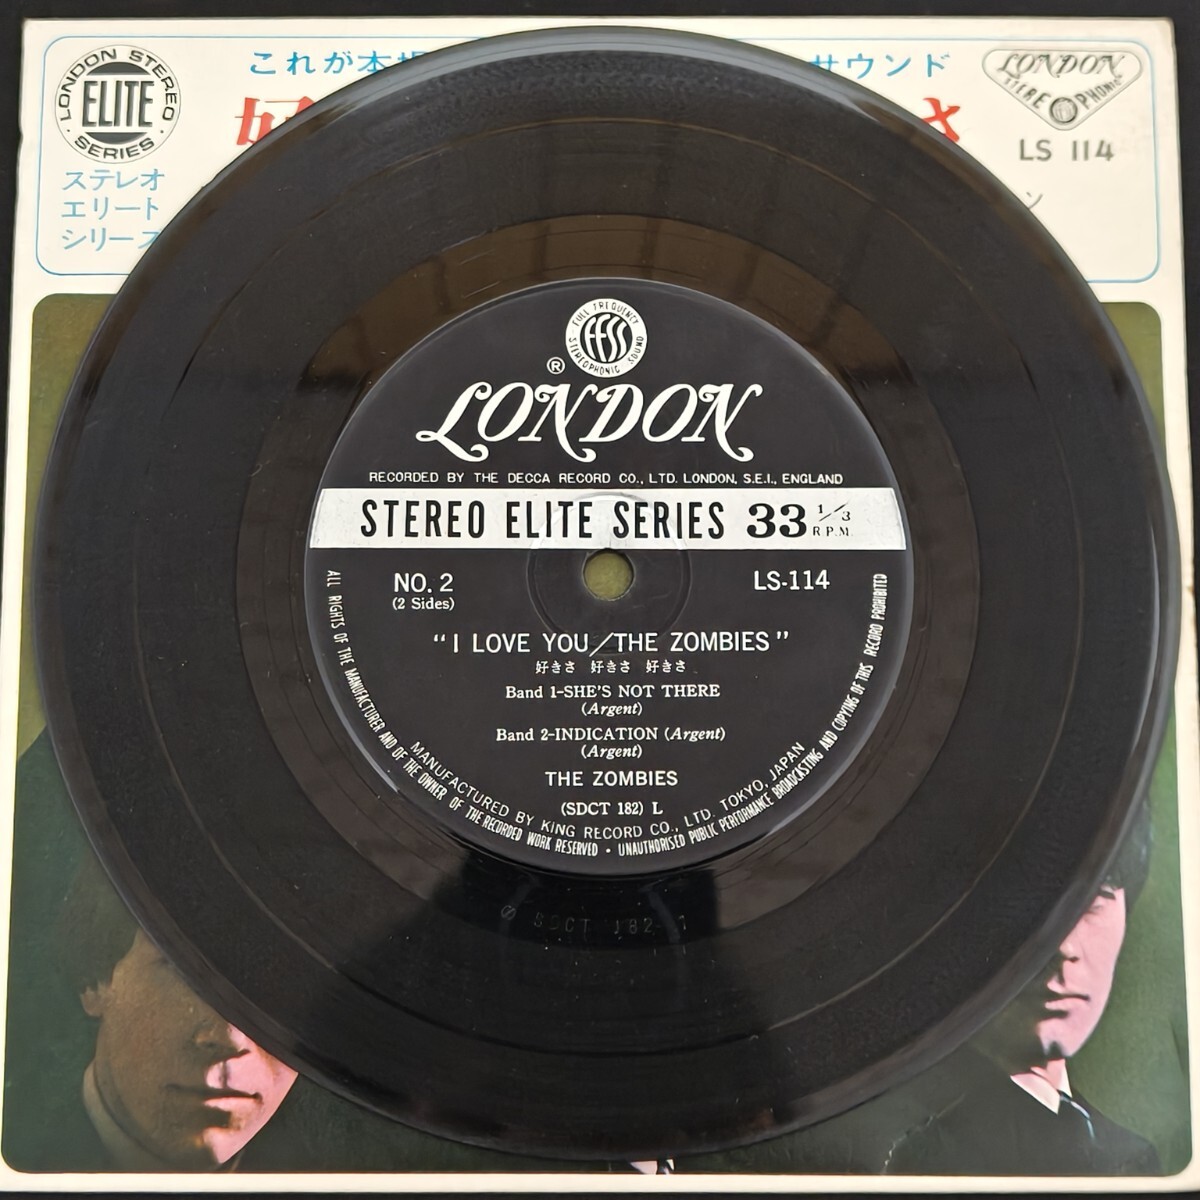 LONDON STEREO
ELITE
SERIES
ステレオ
エリート
シリーズ
これが本場
サウンド
好
き
LONDON
STEREOPHONIC
LS 114
ン
FULL FREQUENCY
FFSS
STEREOPHONIC SOUND
®
LONDON
RECORDED BY THE DECCA RECORD CO., LTD. LONDON, S.E.I., ENGLAND
STEREO ELITE SERIES 33 1/3
R.P.M.
NO. 2
(2 Sides)
LS-114
"I LOVE YOU/THE ZOMBIES"
好きさ 好きさ 好きさ
Band 1-SHE'S NOT THERE
(Argent)
Band 2-INDICATION (Argent)
(Argent)
THE ZOMBIES
(SDCT 182) L
MANUFACTURED BY KING RECORD CO., LTD. TOKYO, JAPAN
ALL RIGHTS OF THE MANUFACTURER AND OF THE OWNER OF THE RECORDED WORK RESERVED • UNAUTHORISED PUBLIC PERFORMANCE BROADCASTING AND COPYING OF THIS RECORD PROHIBITED
SDCT 182